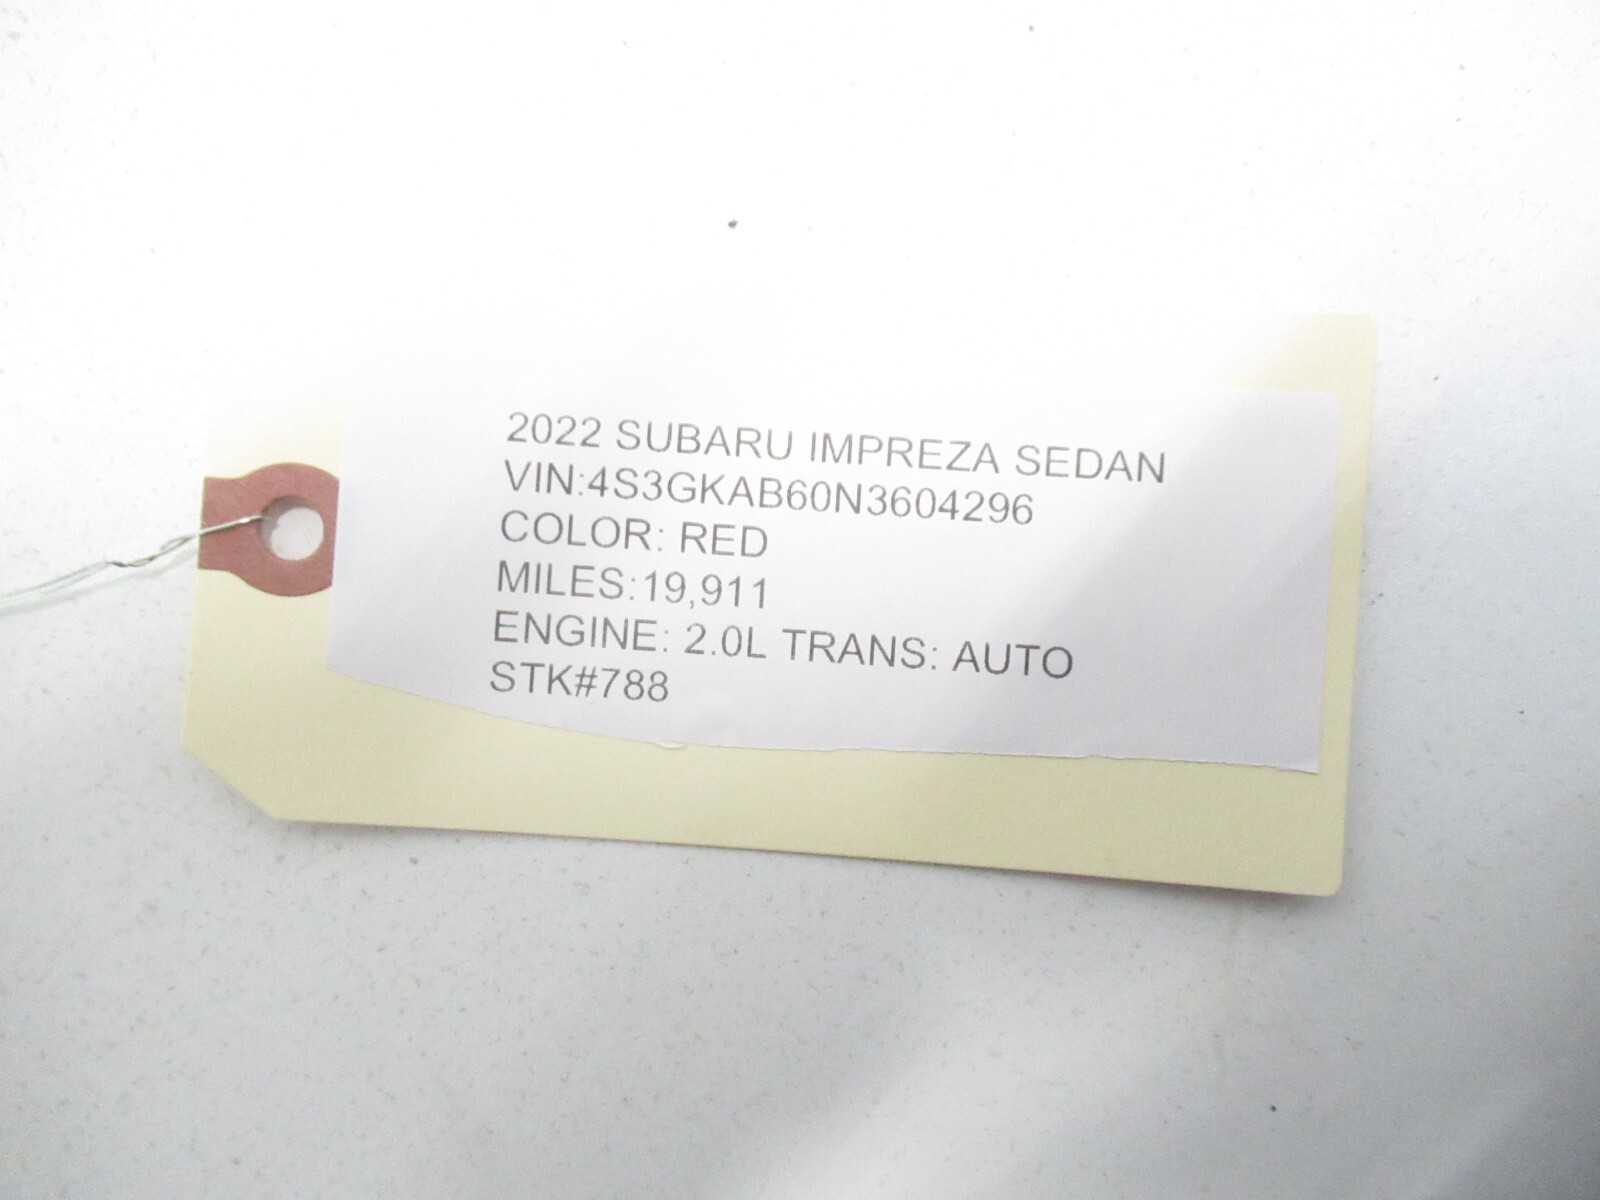 2022 SUBARU IMPREZA SEDAN
VIN:4S3GKAB60N3604296
COLOR: RED
MILES:19,911
ENGINE: 2.0L TRANS: AUTO
STK#788